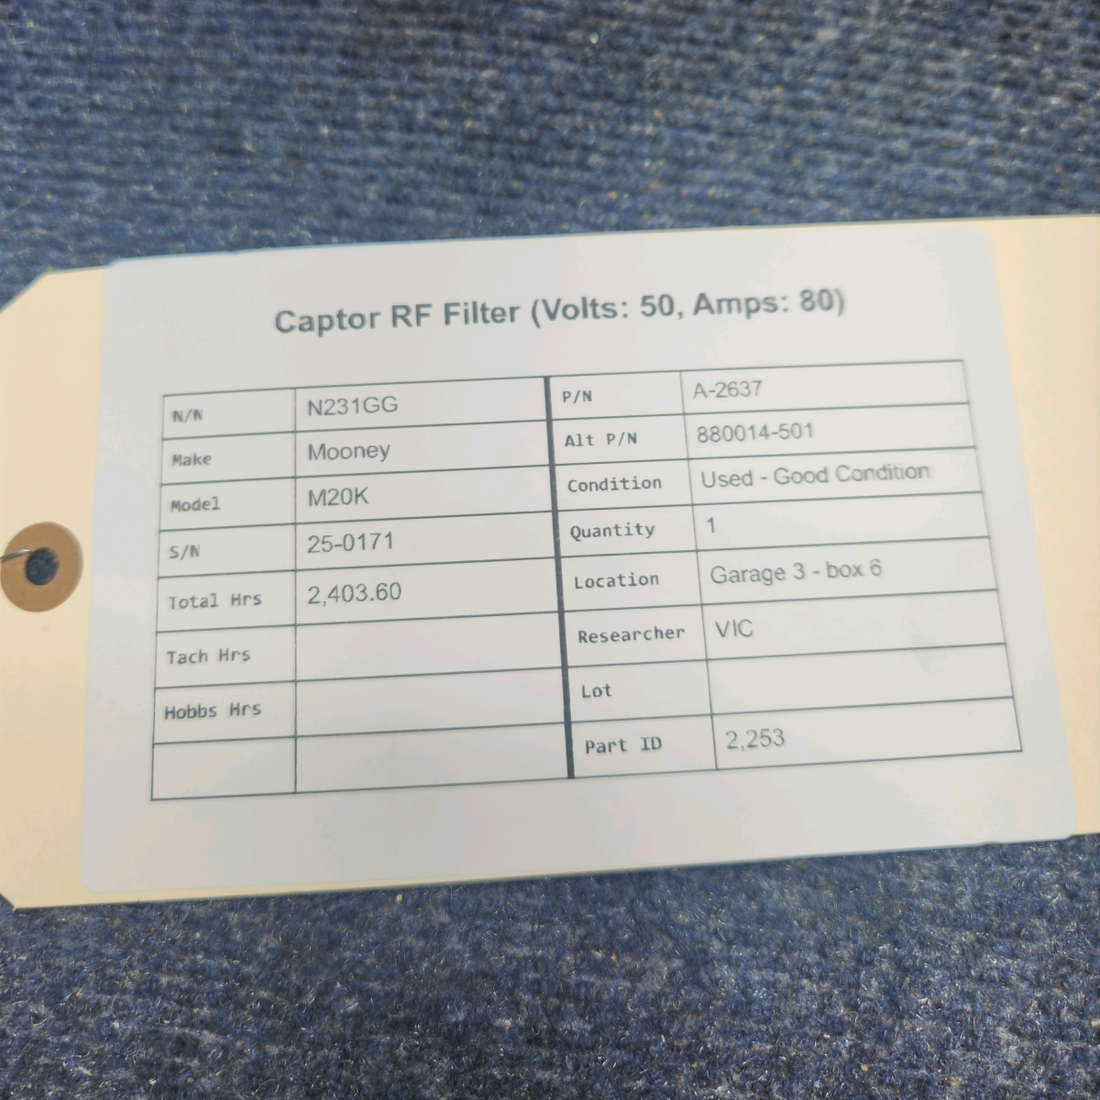 Captor RF Filter (Volts: 50, Amps: 80)
N/N N231GG P/N A-2637
Make Mooney Alt P/N 880014-501
Model M20K Condition Used - Good Condition
S/N 25-0171 Quantity 1
Total Hrs 2,403.60 Location Garage 3 - box 6
Tach Hrs Researcher VIC
Hobbs Hrs Lot
Part ID 2,253